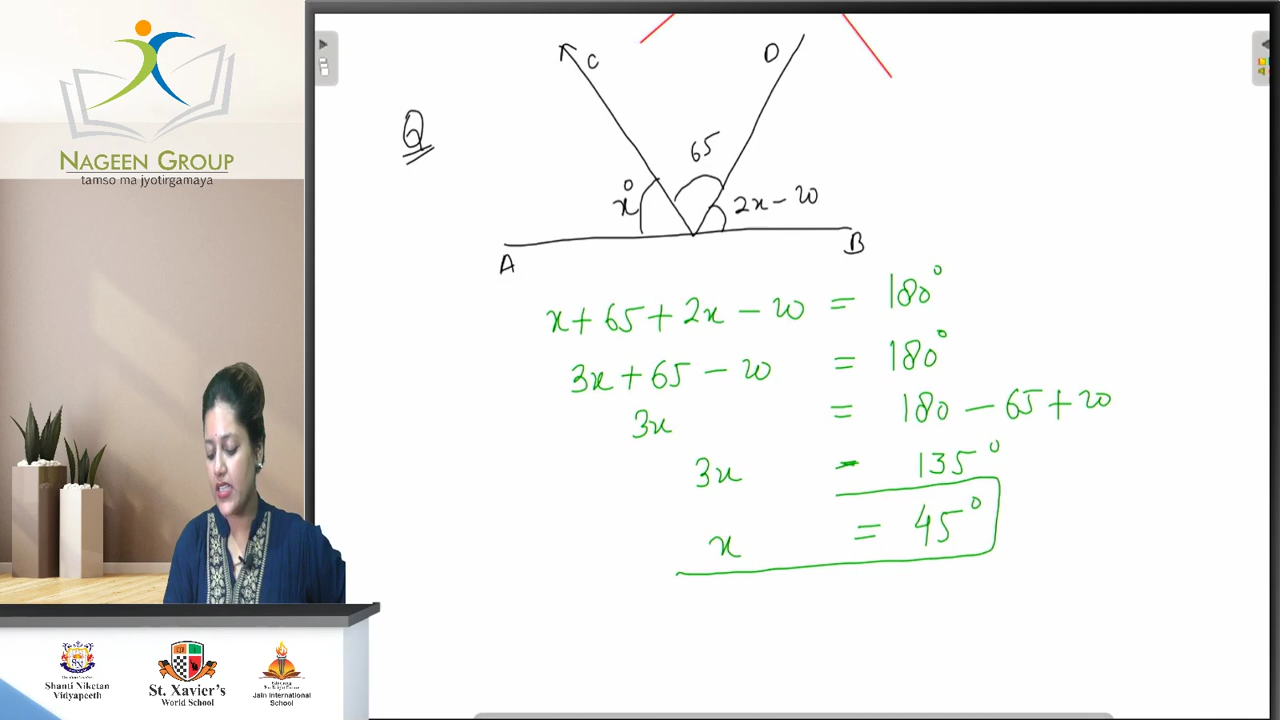 NAGEEN GROUP
tamso ma jyotirgamaya
Q
C
D
65
x°
2x - 20
A
B
x + 65 + 2x - 20 = 180°
3x + 65 - 20 = 180°
3x = 180 - 65 + 20
3x - 135°
x = 45°
Shanti Niketan
Vidyapeeth
St. Xavier's
World School
Jain International
School